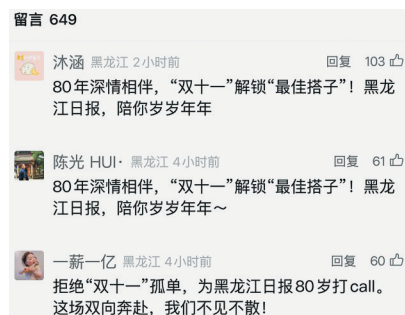 留言 649
沐涵 黑龙江 2小时前 回复 103
80年深情相伴，“双十一”解锁“最佳搭子”！黑龙
江日报，陪你岁岁年年
陈光 HUI· 黑龙江 4小时前 回复 61
80年深情相伴，“双十一”解锁“最佳搭子”！黑龙
江日报，陪你岁岁年年～
一薪一亿 黑龙江 4小时前 回复 60
拒绝“双十一”孤单，为黑龙江日报80岁打call。
这场双向奔赴，我们不见不散！